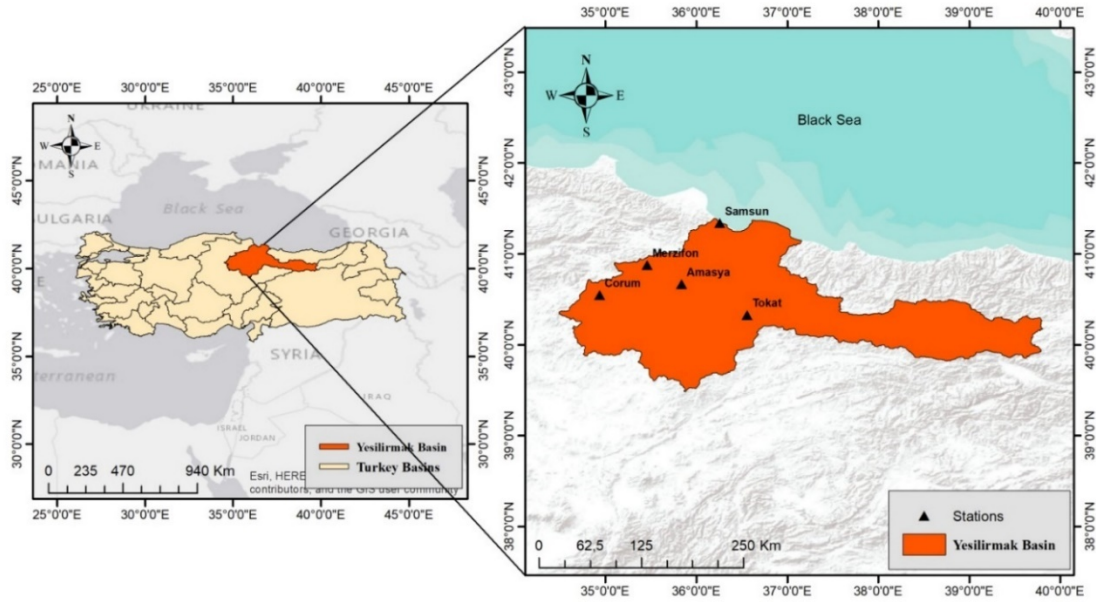 25°0'0"E 30°0'0"E 35°0'0"E 40°0'0"E 45°0'0"E
45°0'0"N
40°0'0"N
35°0'0"N
30°0'0"N
45°0'0"N
40°0'0"N
35°0'0"N
30°0'0"N
N
W E
S
UKRAINE
MANIA
ULGARIA
Black Sea
GEORGIA
E
SYRIA
terranean
IRAQ
ISRAEL
JORDAN
Yesilirmak Basin
Turkey Basins
0 235 470 940 Km
Esri, HERE
contributors, and the GIS user community
25°0'0"E 30°0'0"E 35°0'0"E 40°0'0"E 45°0'0"E
35°0'0"E 36°0'0"E 37°0'0"E 38°0'0"E 39°0'0"E 40°0'0"E
43°0'0"N
42°0'0"N
41°0'0"N
40°0'0"N
39°0'0"N
38°0'0"N
43°0'0"N
42°0'0"N
41°0'0"N
40°0'0"N
39°0'0"N
38°0'0"N
N
W E
S
Black Sea
Samsun
Merzifon
Amasya
Corum
Tokat
Stations
Yesilirmak Basin
0 62,5 125 250 Km
35°0'0"E 36°0'0"E 37°0'0"E 38°0'0"E 39°0'0"E 40°0'0"E